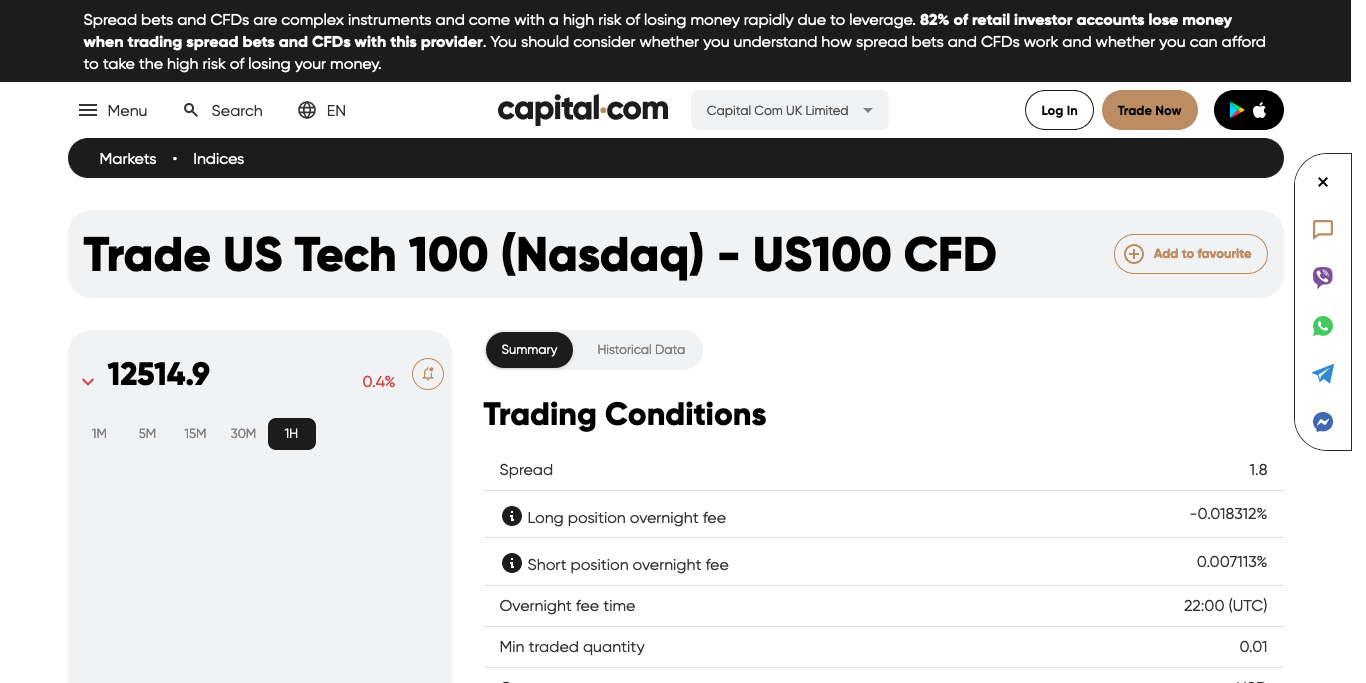 Spread bets and CFDs are complex instruments and come with a high risk of losing money rapidly due to leverage. 82% of retail investor accounts lose money
when trading spread bets and CFDs with this provider. You should consider whether you understand how spread bets and CFDs work and whether you can afford
to take the high risk of losing your money.
Menu
Search
EN
capital.com
Capital Com UK Limited
Log In
Trade Now
Markets • Indices
Trade US Tech 100 (Nasdaq) - US100 CFD
Add to favourite
12514.9
0.4%
1M 5M 15M 30M 1H
Summary
Historical Data
Trading Conditions
Spread 1.8
Long position overnight fee -0.018312%
Short position overnight fee 0.007113%
Overnight fee time 22:00 (UTC)
Min traded quantity 0.01